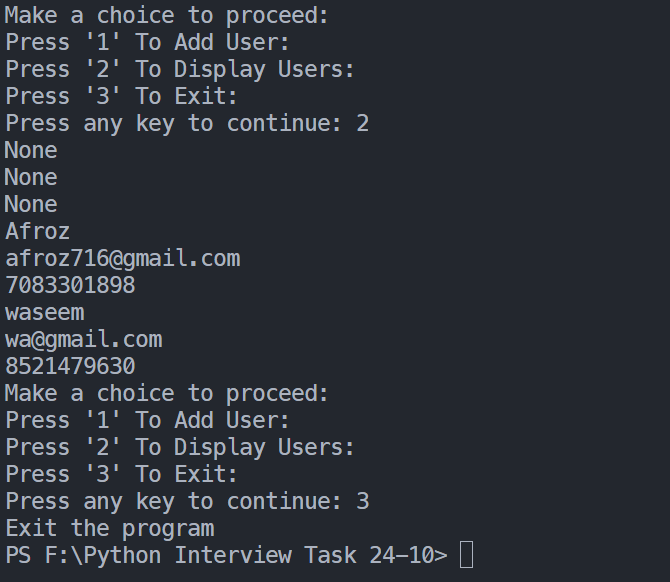 Make a choice to proceed:
Press '1' To Add User:
Press '2' To Display Users:
Press '3' To Exit:
Press any key to continue: 2
None
None
None
Afroz
afroz716@gmail.com
7083301898
waseem
wa@gmail.com
8521479630
Make a choice to proceed:
Press '1' To Add User:
Press '2' To Display Users:
Press '3' To Exit:
Press any key to continue: 3
Exit the program
PS F:\Python Interview Task 24-10>